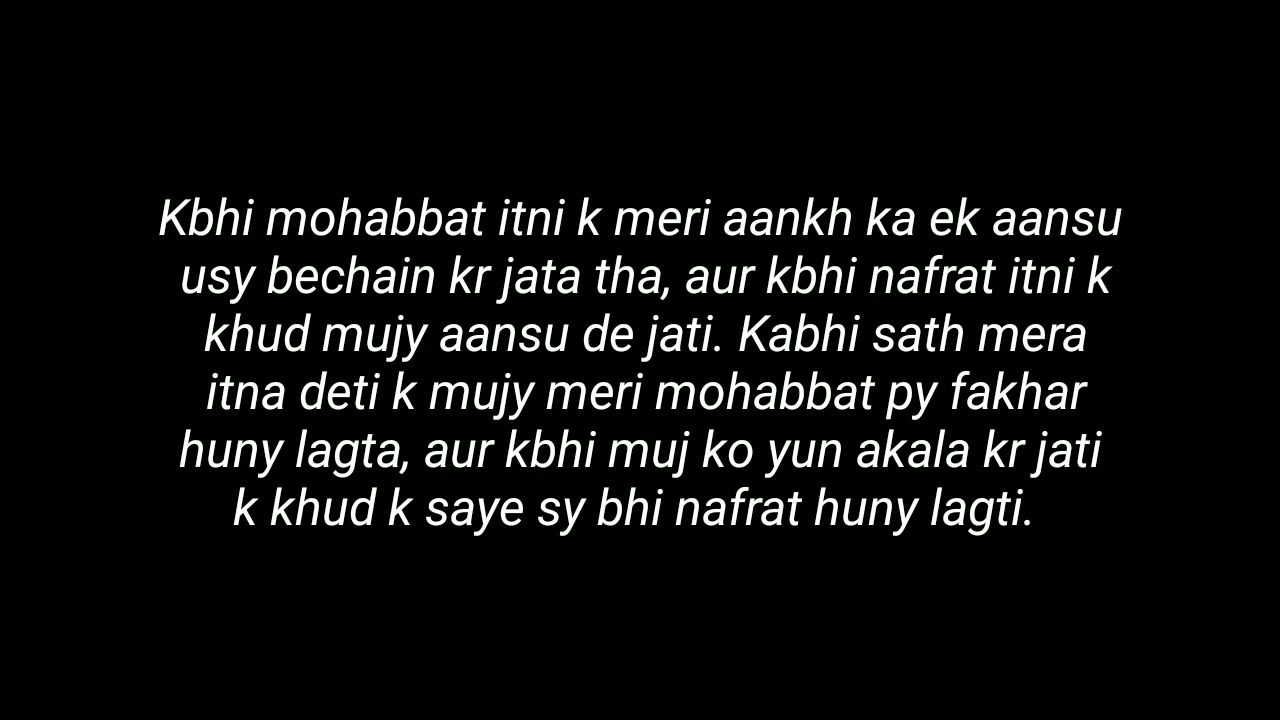 Kbhi mohabbat itni k meri aankh ka ek aansu
usy bechain kr jata tha, aur kbhi nafrat itni k
khud mujy aansu de jati. Kabhi sath mera
itna deti k mujy meri mohabbat py fakhar
huny lagta, aur kbhi muj ko yun akala kr jati
k khud k saye sy bhi nafrat huny lagti.